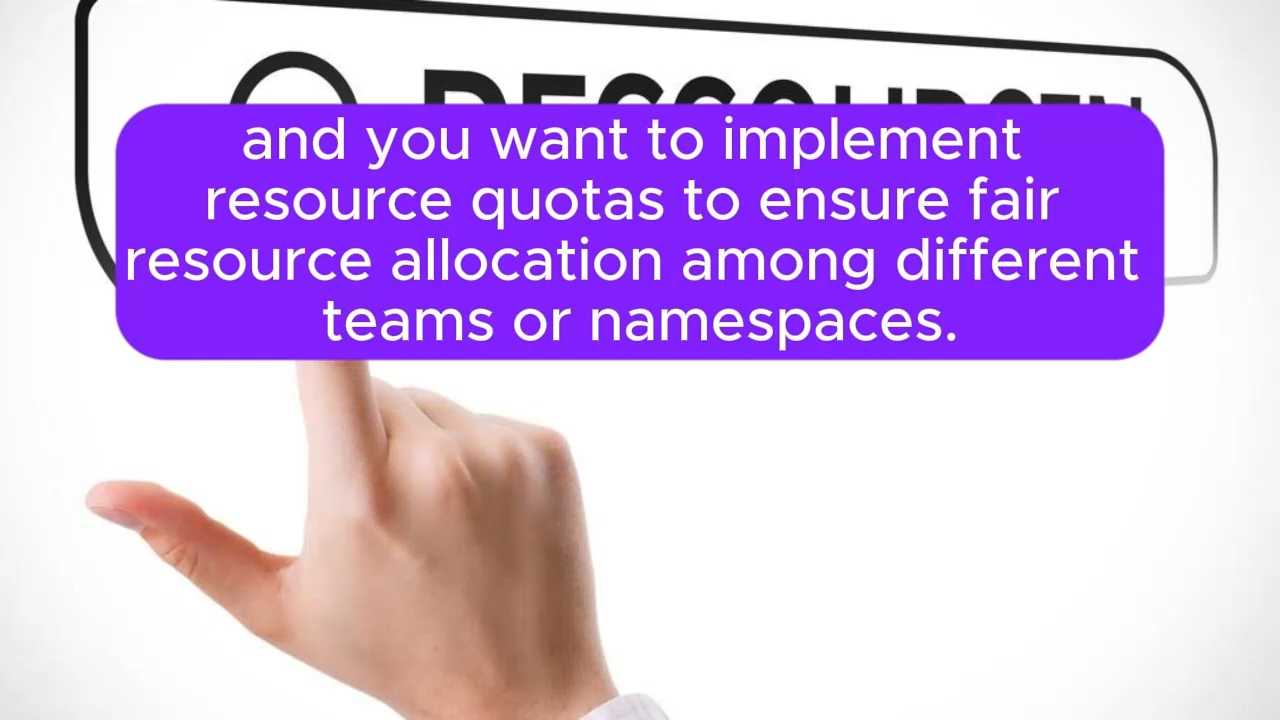 and you want to implement
resource quotas to ensure fair
resource allocation among different
teams or namespaces.